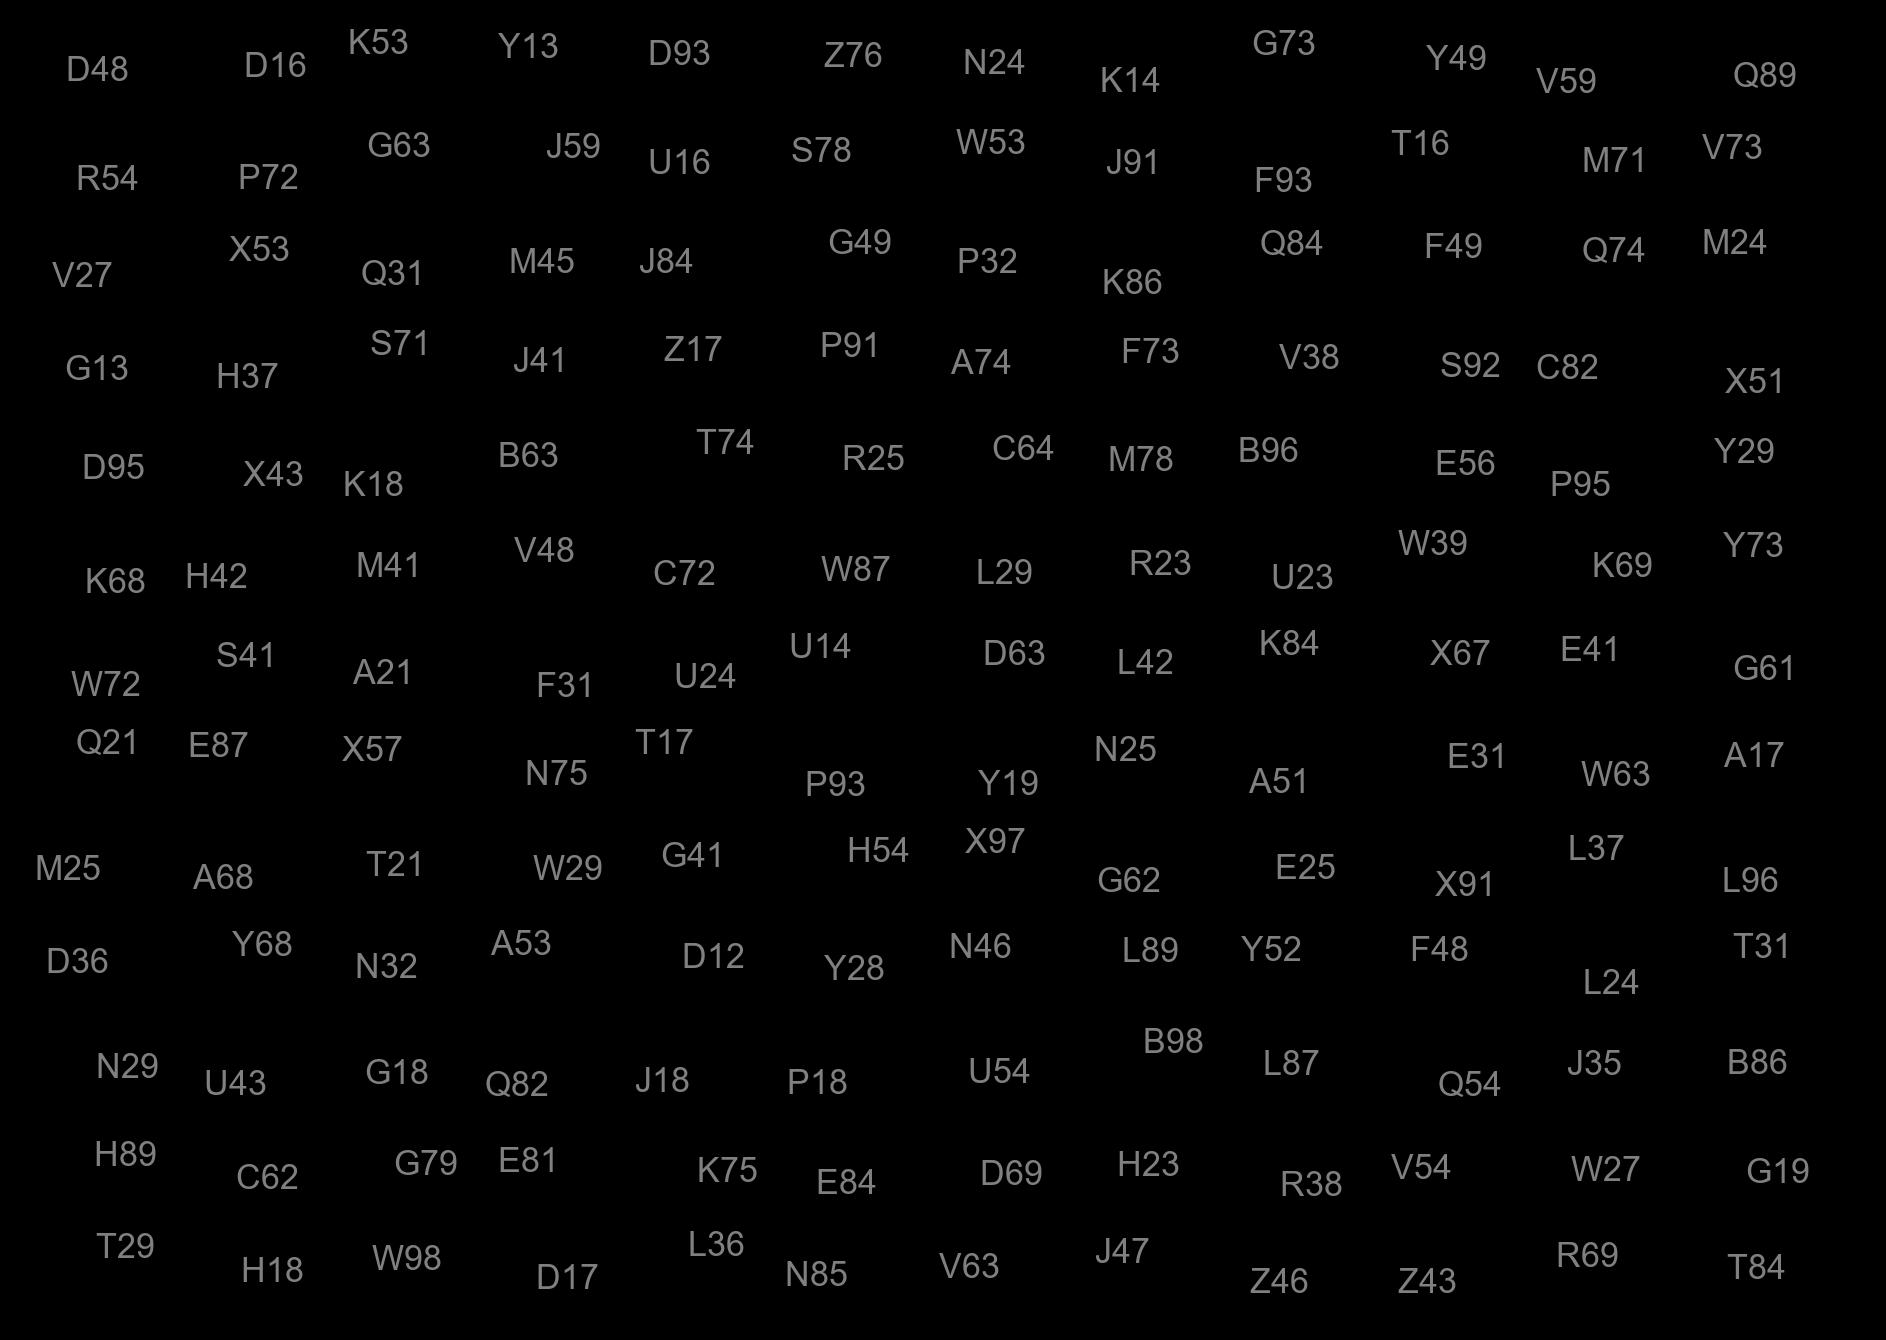 D48 D16 K53 Y13 D93 Z76 N24 K14 G73 Y49 V59 Q89
R54 P72 G63 J59 U16 S78 W53 J91 F93 T16 M71 V73
V27 X53 Q31 M45 J84 G49 P32 K86 Q84 F49 Q74 M24
G13 H37 S71 J41 Z17 P91 A74 F73 V38 S92 C82 X51
D95 X43 K18 B63 T74 R25 C64 M78 B96 E56 P95 Y29
K68 H42 M41 V48 C72 W87 L29 R23 U23 W39 K69 Y73
W72 S41 A21 F31 U24 U14 D63 L42 K84 X67 E41 G61
Q21 E87 X57 N75 T17 P93 Y19 N25 A51 E31 W63 A17
M25 A68 T21 W29 G41 H54 X97 G62 E25 X91 L37 L96
D36 Y68 N32 A53 D12 Y28 N46 L89 Y52 F48 L24 T31
N29 U43 G18 Q82 J18 P18 U54 B98 L87 Q54 J35 B86
H89 C62 G79 E81 K75 E84 D69 H23 R38 V54 W27 G19
T29 H18 W98 D17 L36 N85 V63 J47 Z46 Z43 R69 T84